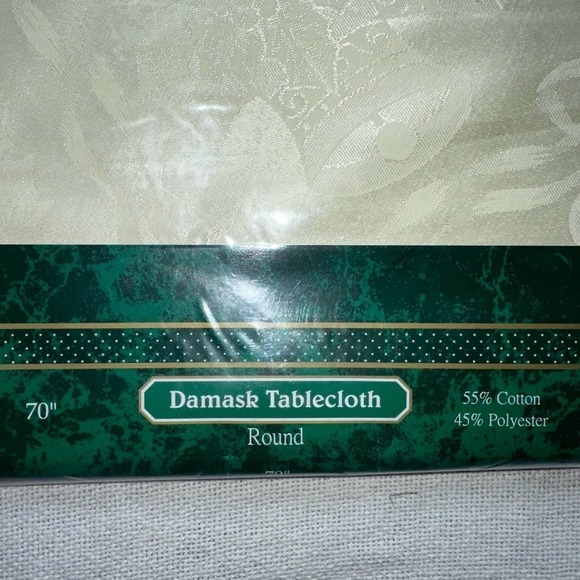 70"
Damask Tablecloth
Round
55% Cotton
45% Polyester